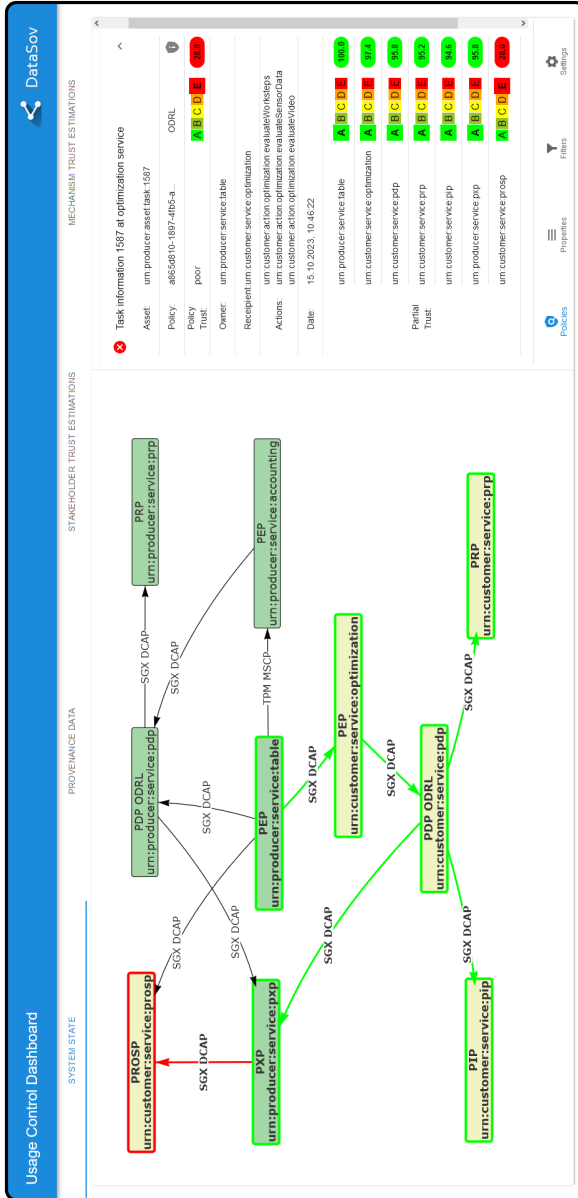 Usage Control Dashboard
DataSov
SYSTEM STATE
PROVENANCE DATA
STAKEHOLDER TRUST ESTIMATIONS
MECHANISM TRUST ESTIMATIONS
PROSP
urn:customer:service:prosp
PDP ODRL
urn:producer:service:pdp
PRP
urn:producer:service:prp
SGX DCAP
SGX DCAP
SGX DCAP
SGX DCAP
SGX DCAP
SGX DCAP
PXP
urn:producer:service:pxp
PEP
urn:producer:service:table
TPM MSCP
PEP
urn:producer:service:accounting
SGX DCAP
PEP
urn:customer:service:optimization
SGX DCAP
SGX DCAP
PDP ODRL
urn:customer:service:pdp
SGX DCAP
SGX DCAP
PIP
urn:customer:service:pip
PRP
urn:customer:service:prp
Task information 1587 at optimization service
Asset: urn:producer:asset:task:1587
Policy a865d810-1897-4fb5-a... ODRL
Policy Trust: poor A B C D E 28.0
Owner: urn:producer:service:table
Receipient: urn:customer:service:optimization
Actions: urn:customer:action:optimization:evaluateWorksteps
urn:customer:action:optimization:evaluateSensorData
urn:customer:action:optimization:evaluateVideo
Date: 15.10.2023, 10:46:22
Partial Trust:
urn:producer:service:table A B C D E 100.0
urn:customer:service:optimization A B C D E 97.4
urn:customer:service:pdp A B C D E 95.8
urn:customer:service:prp A B C D E 95.2
urn:customer:service:pip A B C D E 94.6
urn:producer:service:pxp A B C D E 95.8
urn:customer:service:prosp A B C D E 28.0
Policies
Properties
Filters
Settings